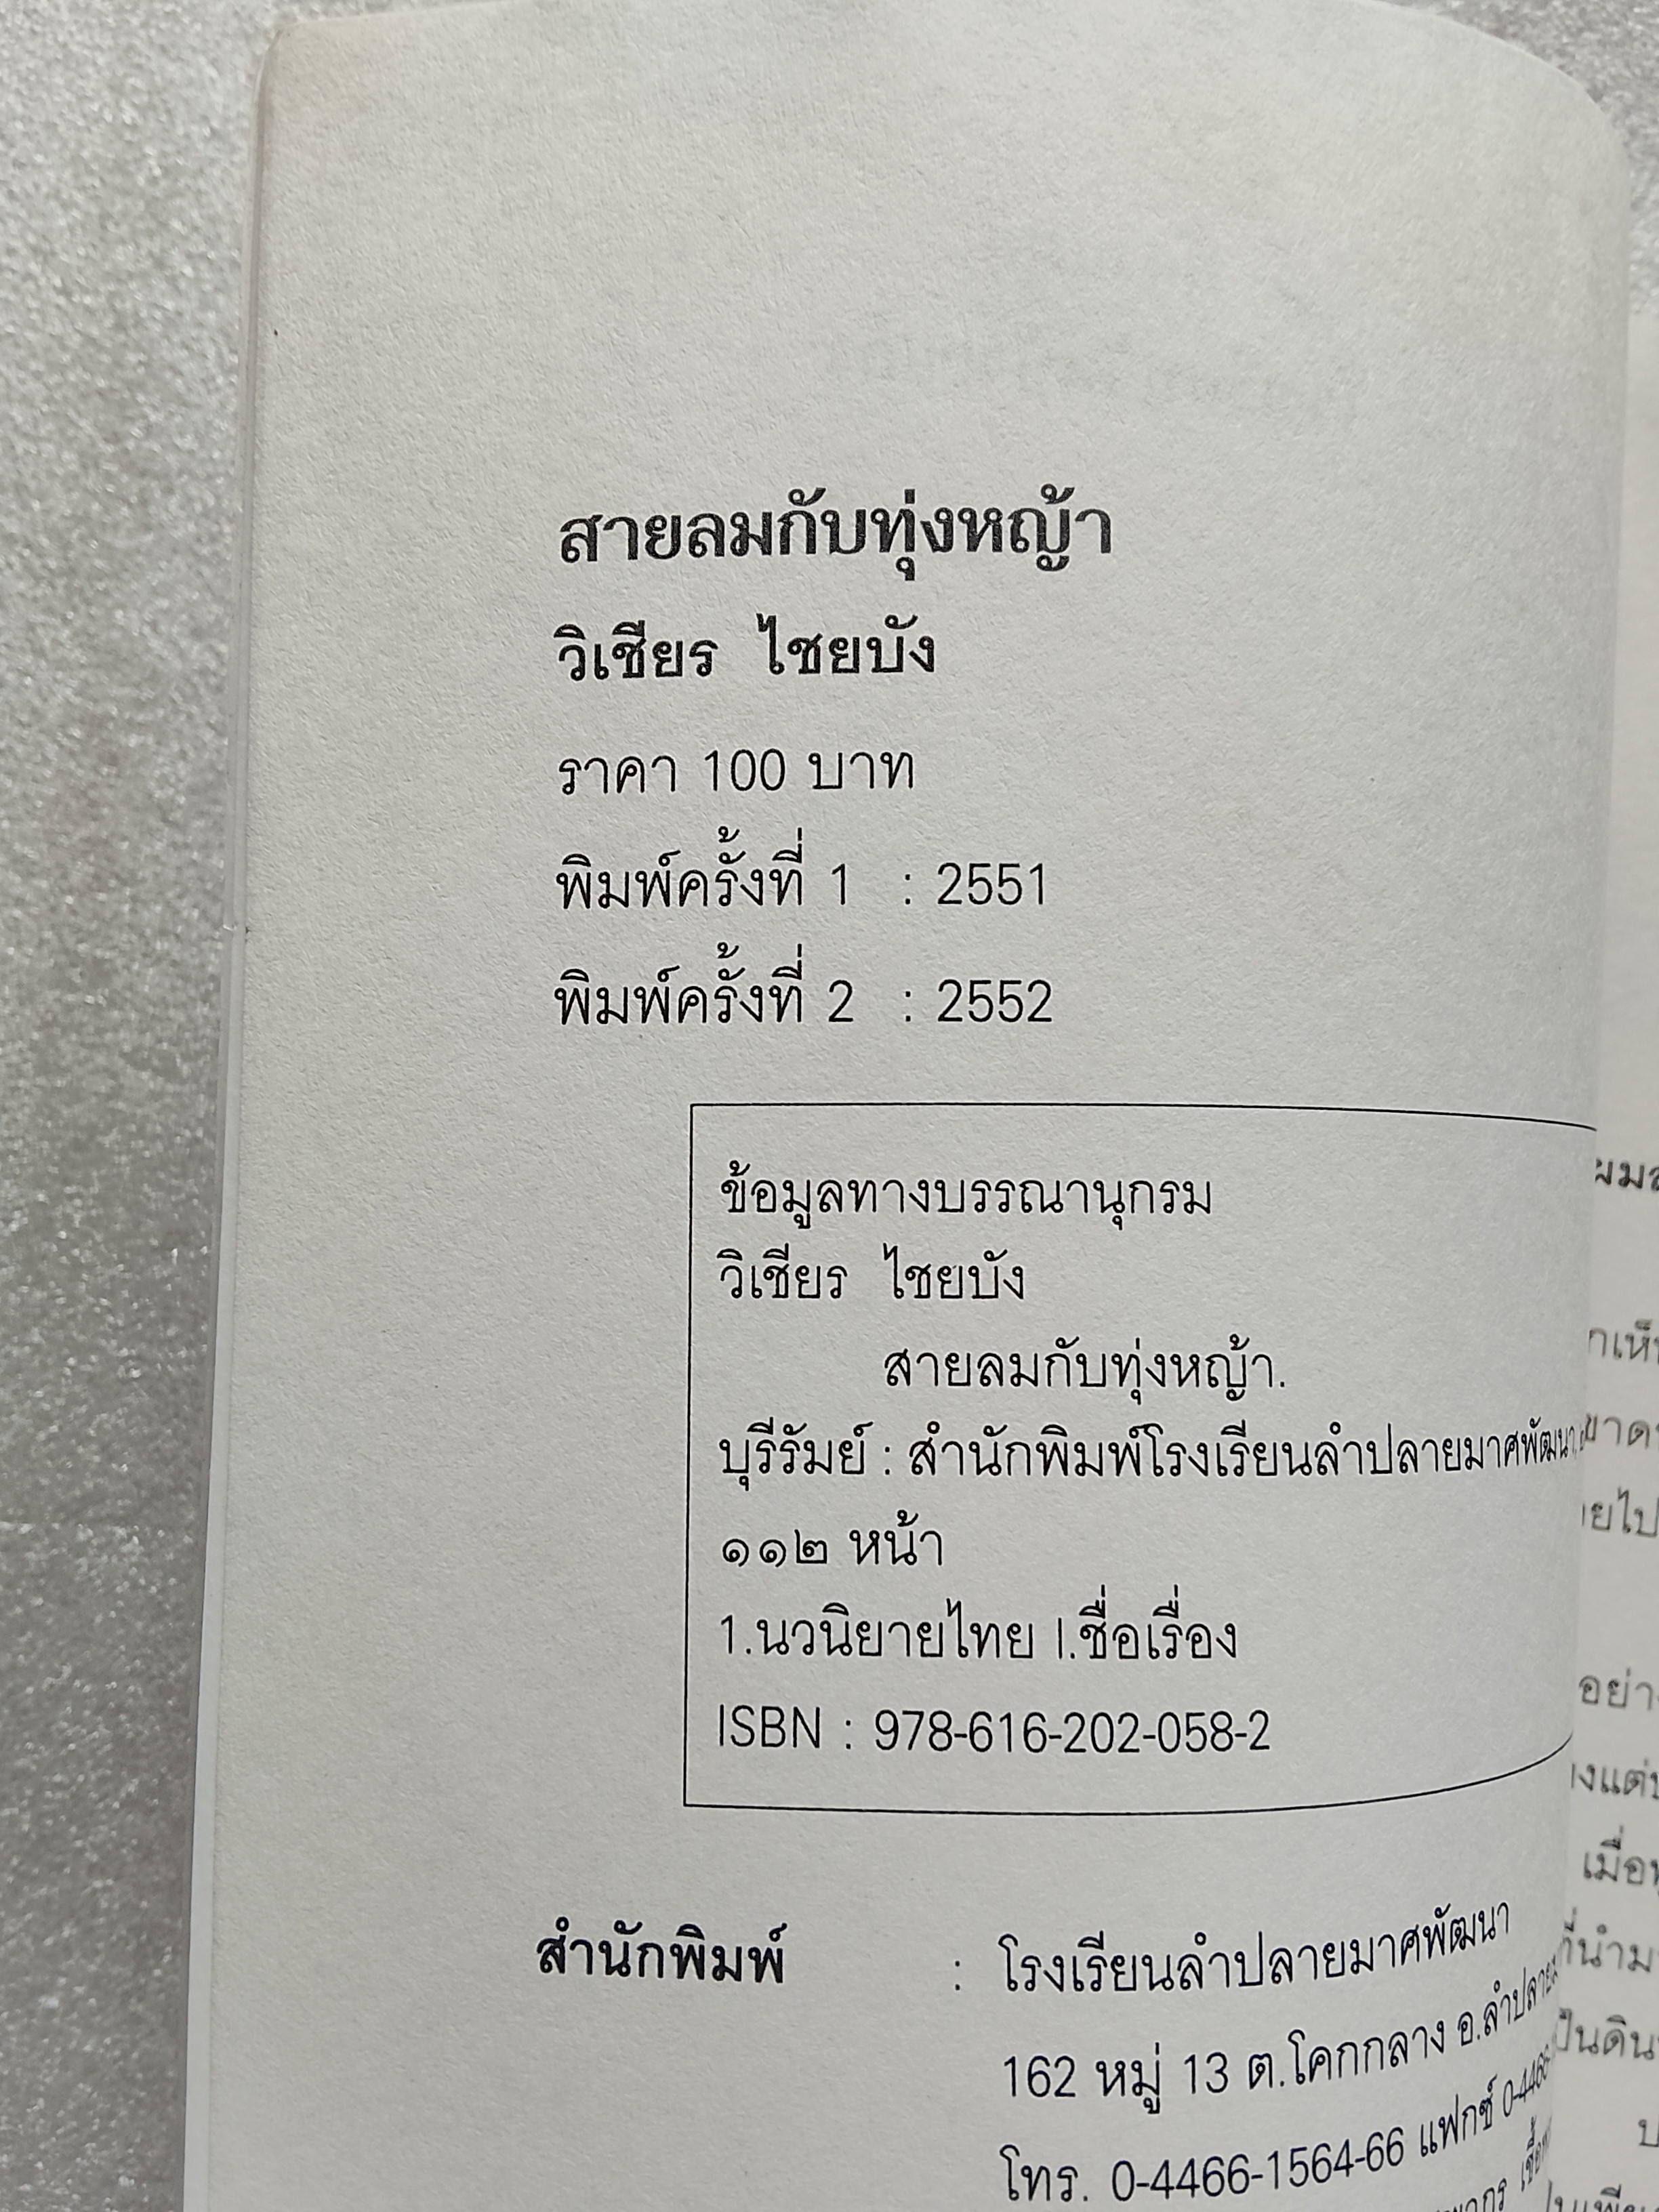 สายลมกับทุ่งหญ้า
วิเชียร ไชยบัง
ราคา 100 บาท
พิมพ์ครั้งที่ 1 : 2551
พิมพ์ครั้งที่ 2 : 2552
ข้อมูลทางบรรณานุกรม
วิเชียร ไชยบัง
สายลมกับทุ่งหญ้า.
บุรีรัมย์ : สำนักพิมพ์โรงเรียนลำปลายมาศพัฒนา,
๑๑๒ หน้า
1.นวนิยายไทย I.ชื่อเรื่อง
ISBN : 978-616-202-058-2
สำนักพิมพ์ : โรงเรียนลำปลายมาศพัฒนา
162 หมู่ 13 ต.โคกกลาง อ.ลำปลาย
โทร. 0-4466-1564-66 แฟกซ์ 0-4466-